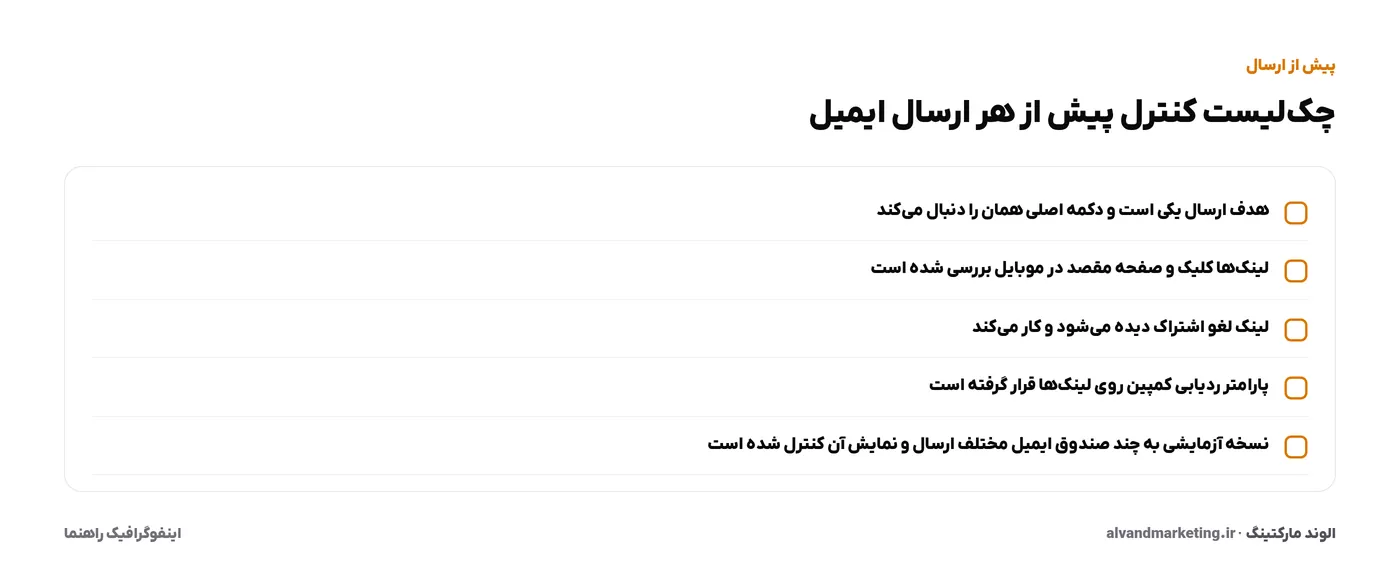 پیش از ارسال
چک‌لیست کنترل پیش از هر ارسال ایمیل
هدف ارسال یکی است و دکمه اصلی همان را دنبال می‌کند
لینک‌ها کلیک و صفحه مقصد در موبایل بررسی شده است
لینک لغو اشتراک دیده می‌شود و کار می‌کند
پارامتر ردیابی کمپین روی لینک‌ها قرار گرفته است
نسخه آزمایشی به چند صندوق ایمیل مختلف ارسال و نمایش آن کنترل شده است
الوند مارکتینگ · alvandmarketing.ir
اینفوگرافیک راهنما